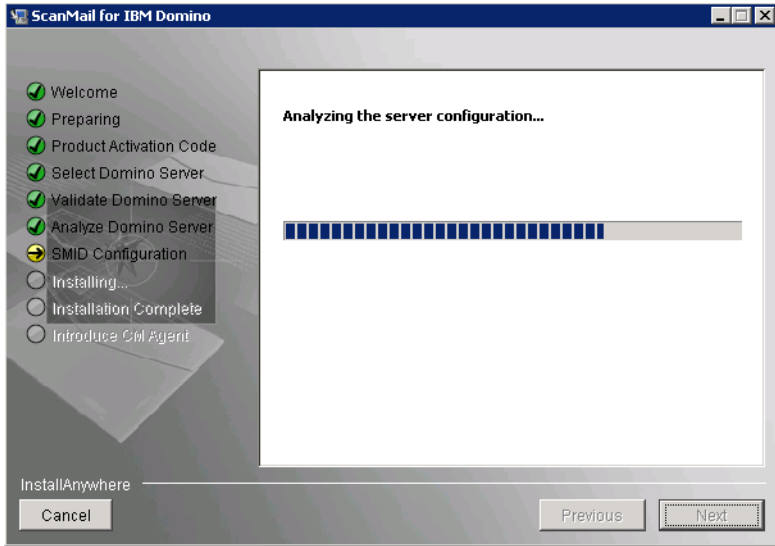 ScanMail for IBM Domino
Welcome
Preparing
Product Activation Code
Select Domino Server
Validate Domino Server
Analyze Domino Server
SMID Configuration
Installing...
Installation Complete
Introduce CM Agent
Analyzing the server configuration...
InstallAnywhere
Cancel
Previous
Next